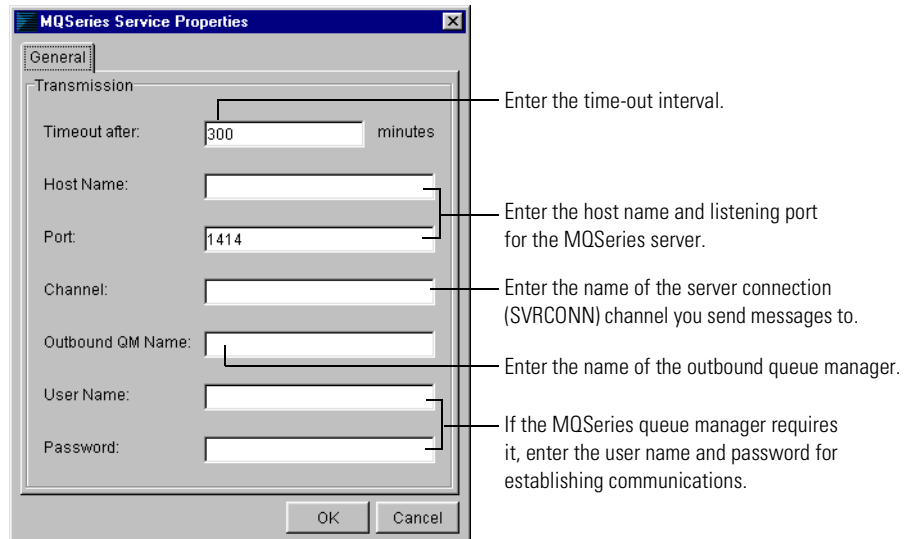 MQSeries Service Properties
General
Transmission
Timeout after:
300
minutes
Enter the time-out interval.
Host Name:
Port:
1414
Enter the host name and listening port
for the MQSeries server.
Channel:
Enter the name of the server connection
(SVRCONN) channel you send messages to.
Outbound QM Name:
Enter the name of the outbound queue manager.
User Name:
Password:
If the MQSeries queue manager requires
it, enter the user name and password for
establishing communications.
OK
Cancel